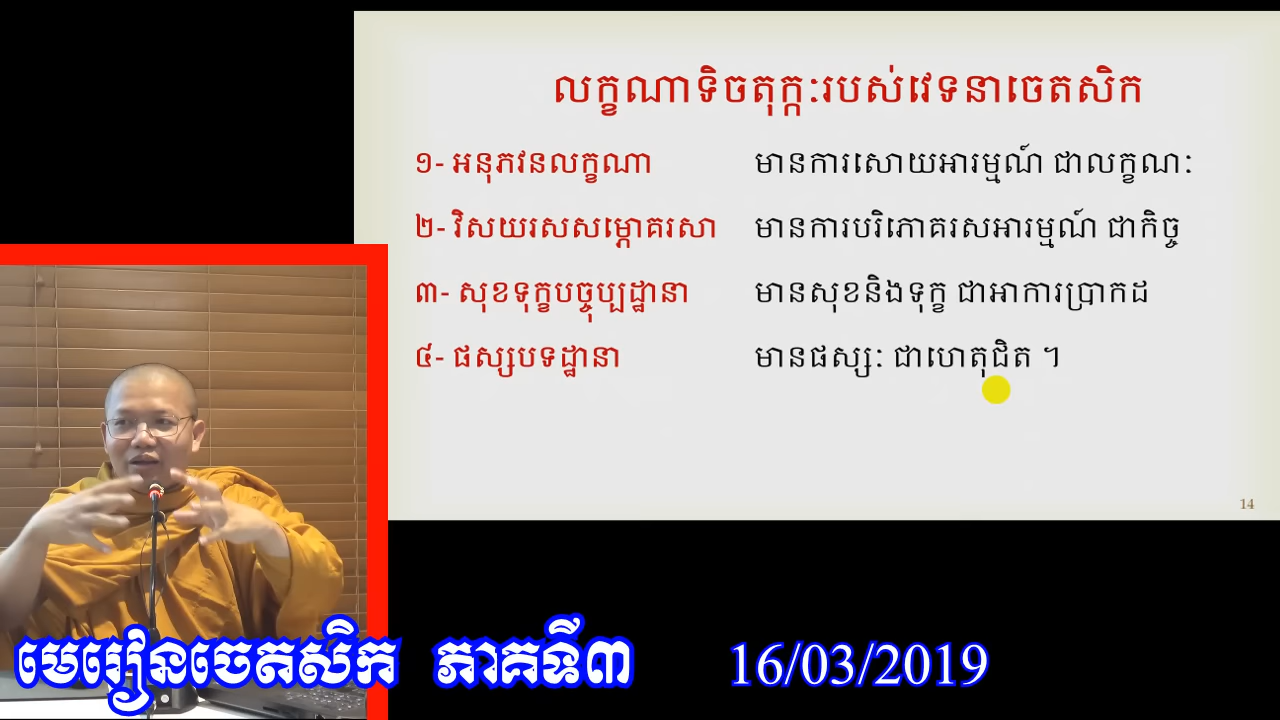 លក្ខណាទិចតុក្កៈរបស់វេទនាចេតសិក
១- អនុភវនលក្ខណា មានការសោយអារម្មណ៍ ជាលក្ខណៈ
២- វិសយរសសម្ភោគរសា មានការបរិភោគរសអារម្មណ៍ ជាកិច្ច
៣- សុខទុក្ខបច្ចុប្បដ្ឋានា មានសុខនិងទុក្ខ ជាអាការប្រាកដ
៤- ផស្សបទដ្ឋានា មានផស្សៈ ជាហេតុជិត ។
14
មេរៀនចេតសិក ភាគទី៣ 16/03/2019